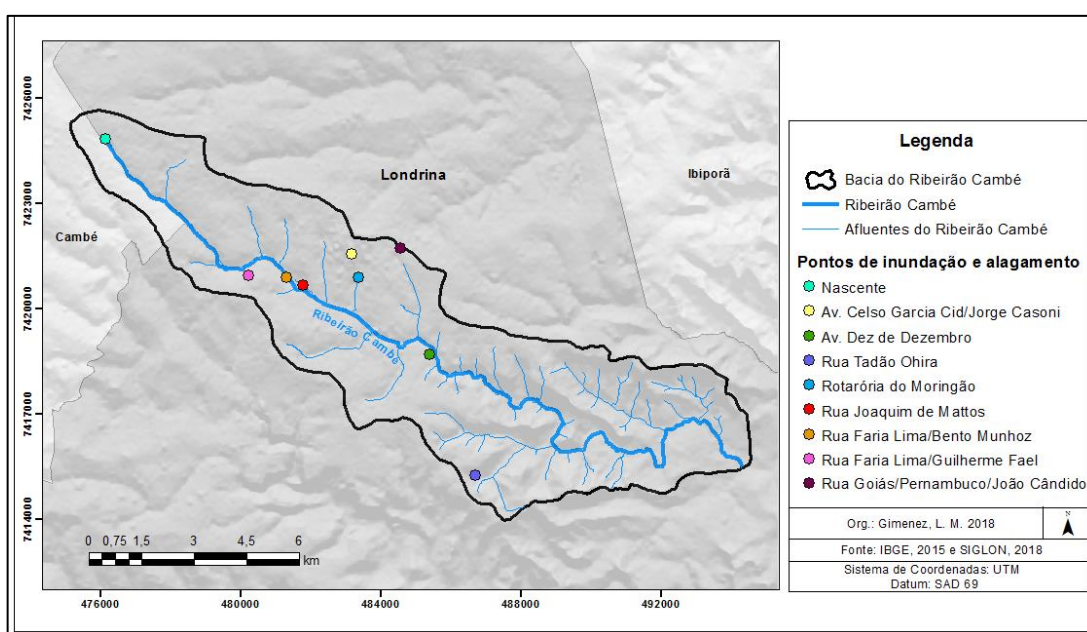 7426000
7423000
7420000
7417000
7414000
Londrina
Ibiporã
Cambé
Ribeirão Cambé
0 0,75 1,5 3 4,5 6
km
476000 480000 484000 488000 492000
Legenda
Bacia do Ribeirão Cambé
Ribeirão Cambé
Afluentes do Ribeirão Cambé
Pontos de inundação e alagamento
Nascente
Av. Celso Garcia Cid/Jorge Casoni
Av. Dez de Dezembro
Rua Tadão Ohira
Rotarória do Moringão
Rua Joaquim de Mattos
Rua Faria Lima/Bento Munhoz
Rua Faria Lima/Guilherme Fael
Rua Goiás/Pernambuco/João Cândido
Org.: Gimenez, L. M. 2018
N
Fonte: IBGE, 2015 e SIGLON, 2018
Sistema de Coordenadas: UTM
Datum: SAD 69